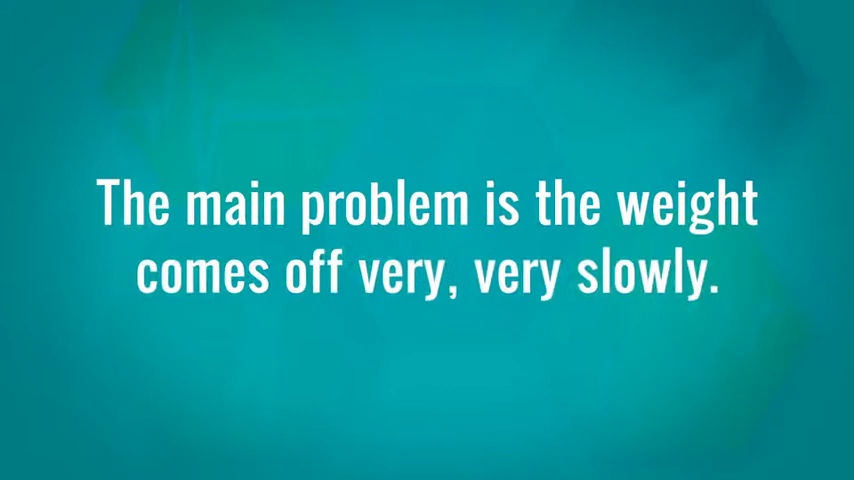 The main problem is the weight
comes off very, very slowly.